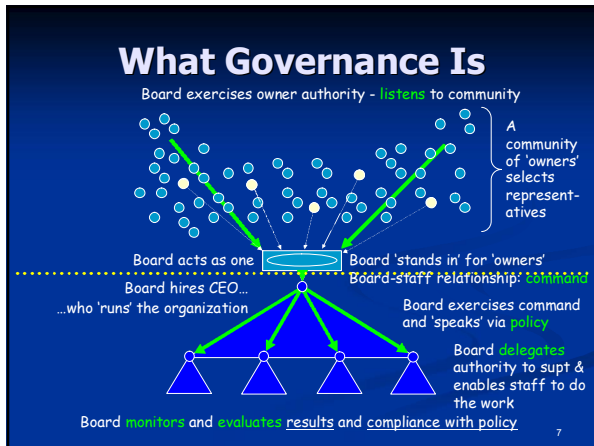 What Governance Is
Board exercises owner authority - listens to community
A
community
of 'owners'
selects
represent-
atives
Board acts as one
Board 'stands in' for 'owners'
Board-staff relationship: command
Board hires CEO…
…who 'runs' the organization
Board exercises command
and 'speaks' via policy
Board delegates
authority to supt &
enables staff to do
the work
Board monitors and evaluates results and compliance with policy
7